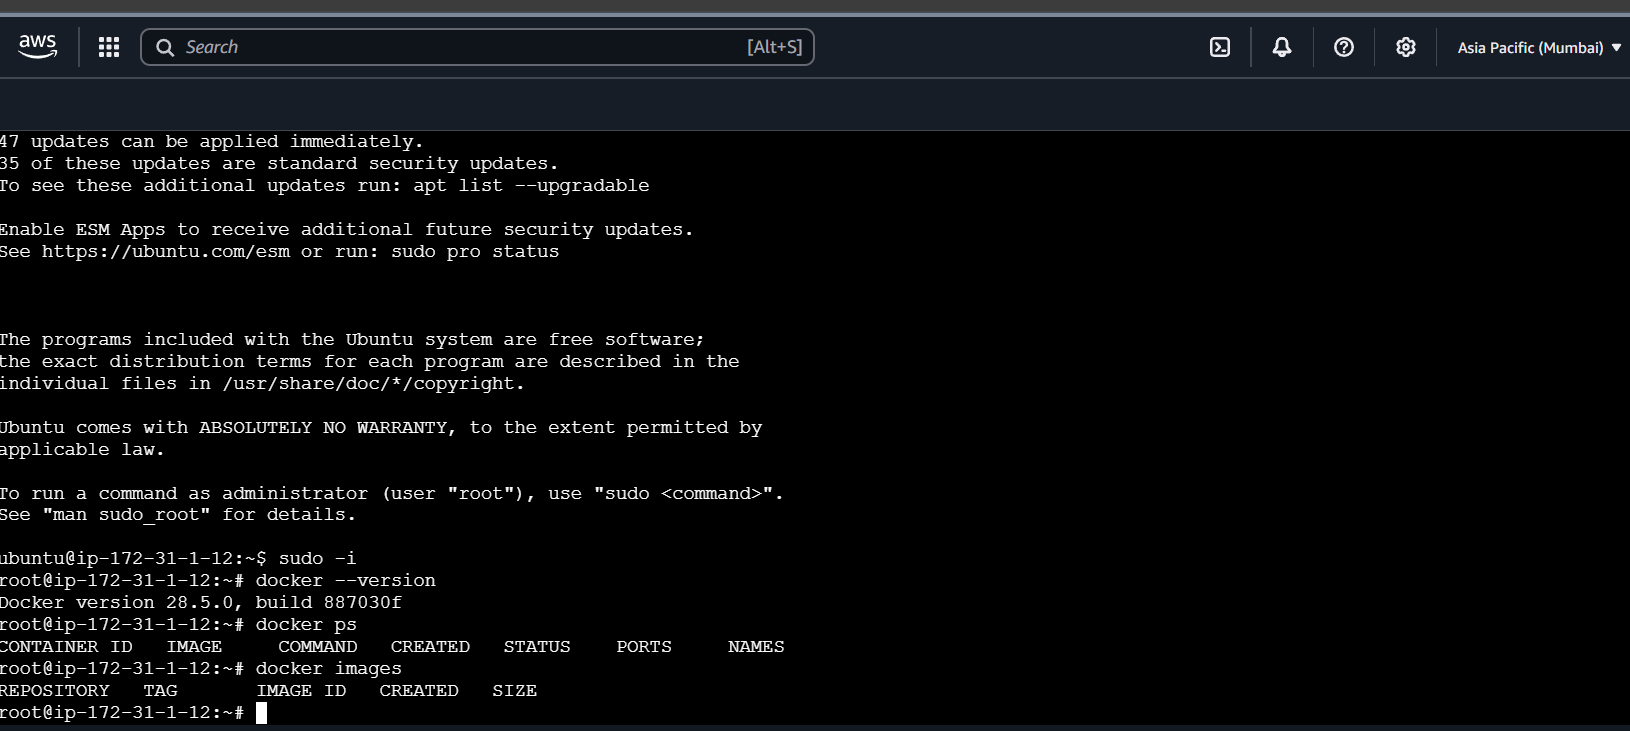 aws
Search
[Alt+S]
Asia Pacific (Mumbai)
47 updates can be applied immediately.
35 of these updates are standard security updates.
To see these additional updates run: apt list --upgradable
Enable ESM Apps to receive additional future security updates.
See https://ubuntu.com/esm or run: sudo pro status
The programs included with the Ubuntu system are free software;
the exact distribution terms for each program are described in the
individual files in /usr/share/doc/*/copyright.
Ubuntu comes with ABSOLUTELY NO WARRANTY, to the extent permitted by
applicable law.
To run a command as administrator (user "root"), use "sudo <command>".
See "man sudo_root" for details.
ubuntu@ip-172-31-1-12:~$ sudo -i
root@ip-172-31-1-12:~# docker --version
Docker version 28.5.0, build 887030f
root@ip-172-31-1-12:~# docker ps
CONTAINER ID   IMAGE     COMMAND   CREATED   STATUS    PORTS     NAMES
root@ip-172-31-1-12:~# docker images
REPOSITORY   TAG       IMAGE ID   CREATED   SIZE
root@ip-172-31-1-12:~#